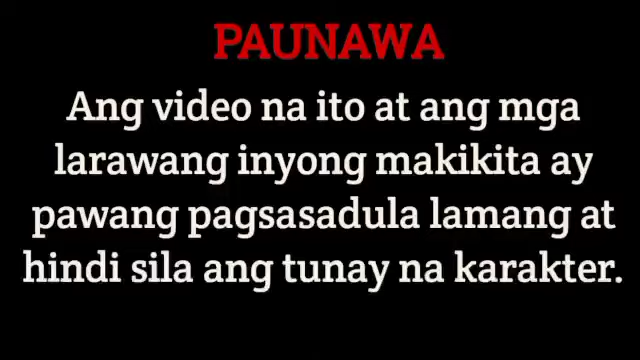 PAUNAWA
Ang video na ito at ang mga
larawang inyong makikita ay
pawang pagsasadula lamang at
hindi sila ang tunay na karakter.